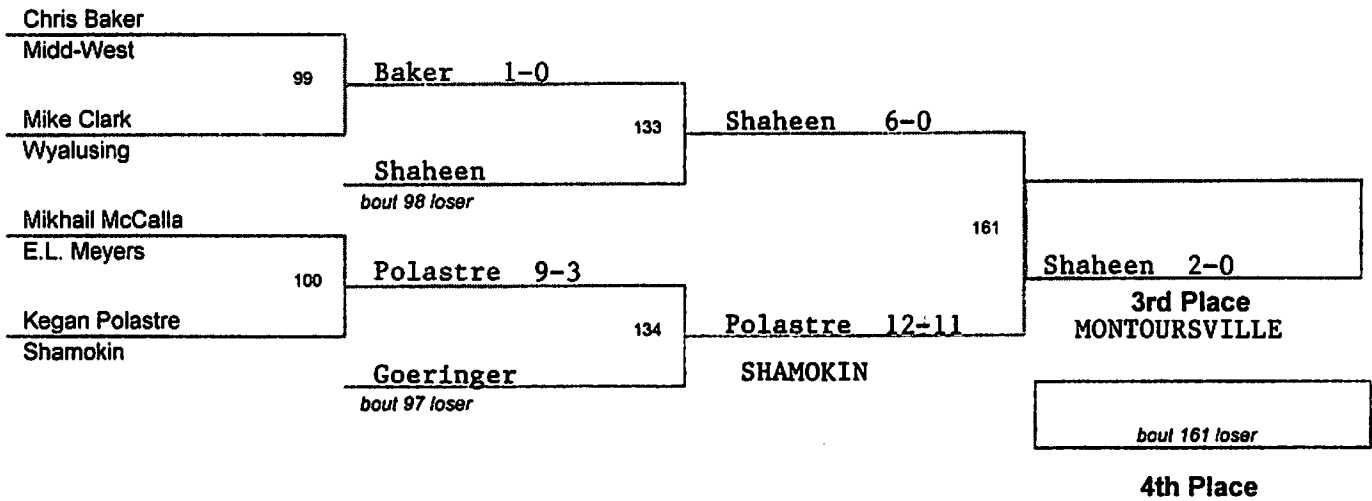 Chris Baker
Midd-West
99
Baker 1-0
Mike Clark
Wyalusing
133
Shaheen 6-0
Shaheen
bout 98 loser
Mikhail McCalla
E.L. Meyers
161
100
Polastre 9-3
Shaheen 2-0
3rd Place
MONTOURSVILLE
Kegan Polastre
Shamokin
134
Polastre 12-11
SHAMOKIN
Goeringer
bout 97 loser
bout 161 loser
4th Place